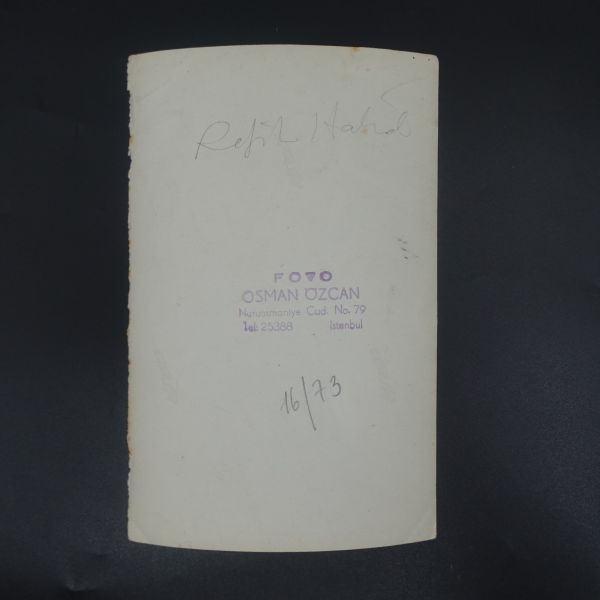 Refik Halid
FOTO
OSMAN ÖZCAN
Nuruosmaniye Cad. No. 79
Tel: 25388 İstanbul
16/73